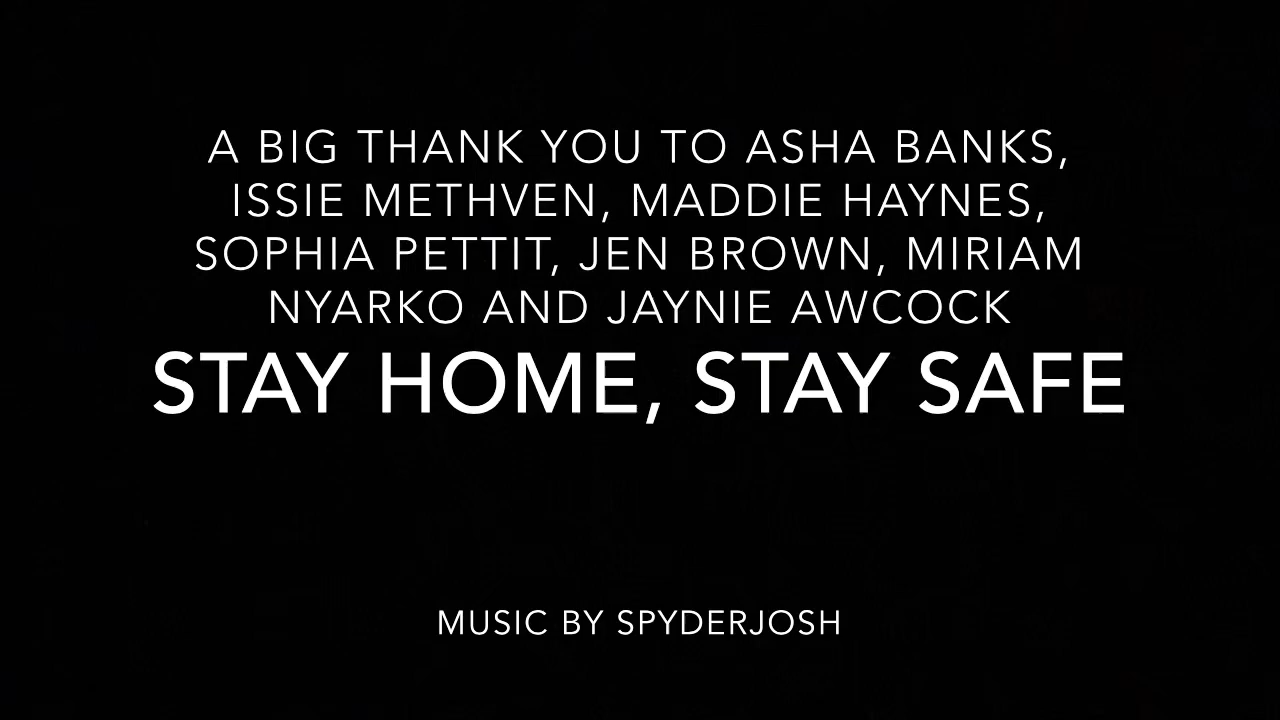 A BIG THANK YOU TO ASHA BANKS,
ISSIE METHVEN, MADDIE HAYNES,
SOPHIA PETTIT, JEN BROWN, MIRIAM
NYARKO AND JAYNIE AWCOCK
STAY HOME, STAY SAFE
MUSIC BY SPYDERJOSH